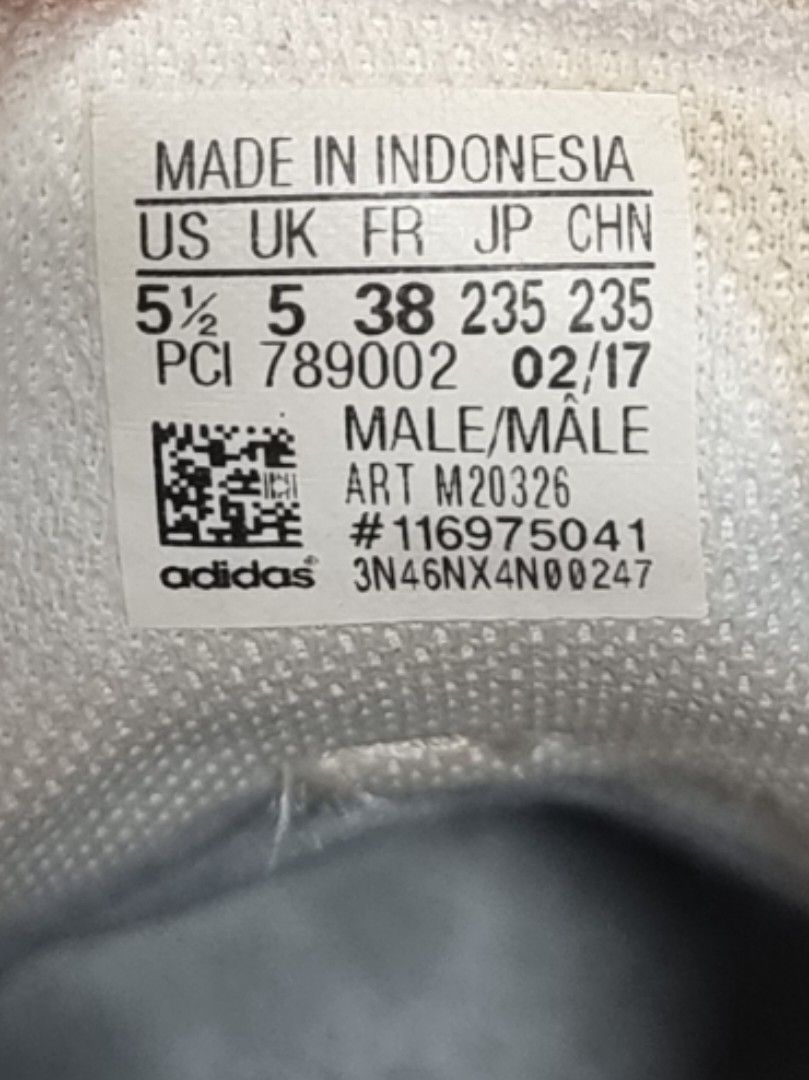 MADE IN INDONESIA
US UK FR JP CHN
5½ 5 38 235 235
PCI 789002 02/17
MALE/MÂLE
ART M20326
#116975041
adidas® 3N46NX4N00247